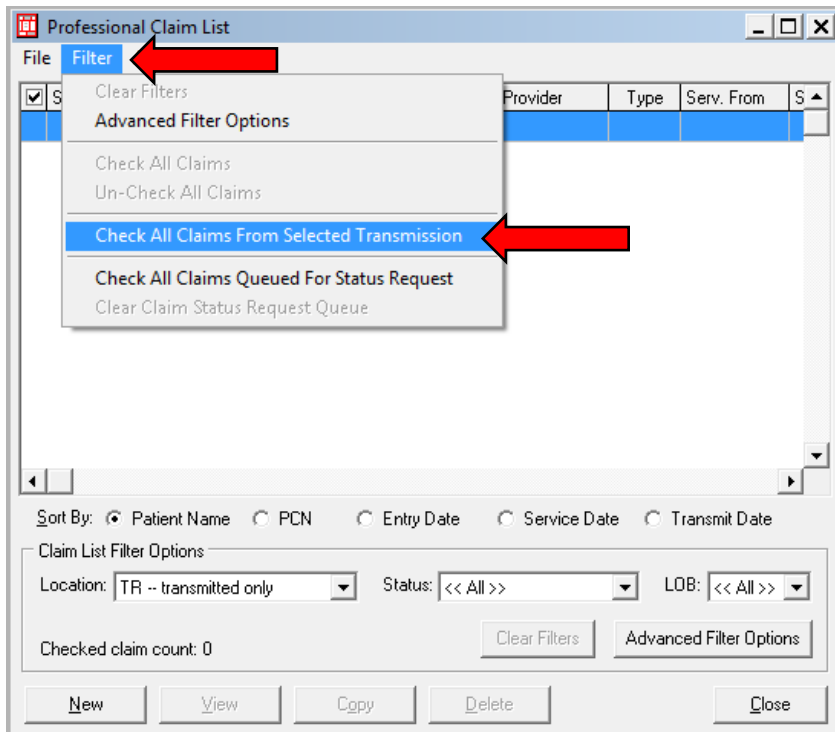 Professional Claim List
File Filter
S Provider Type Serv. From S
Clear Filters
Advanced Filter Options
Check All Claims
Un-Check All Claims
Check All Claims From Selected Transmission
Check All Claims Queued For Status Request
Clear Claim Status Request Queue
Sort By: Patient Name PCN Entry Date Service Date Transmit Date
Claim List Filter Options
Location: TR -- transmitted only Status: << All >> LOB: << All >>
Checked claim count: 0 Clear Filters Advanced Filter Options
New View Copy Delete Close